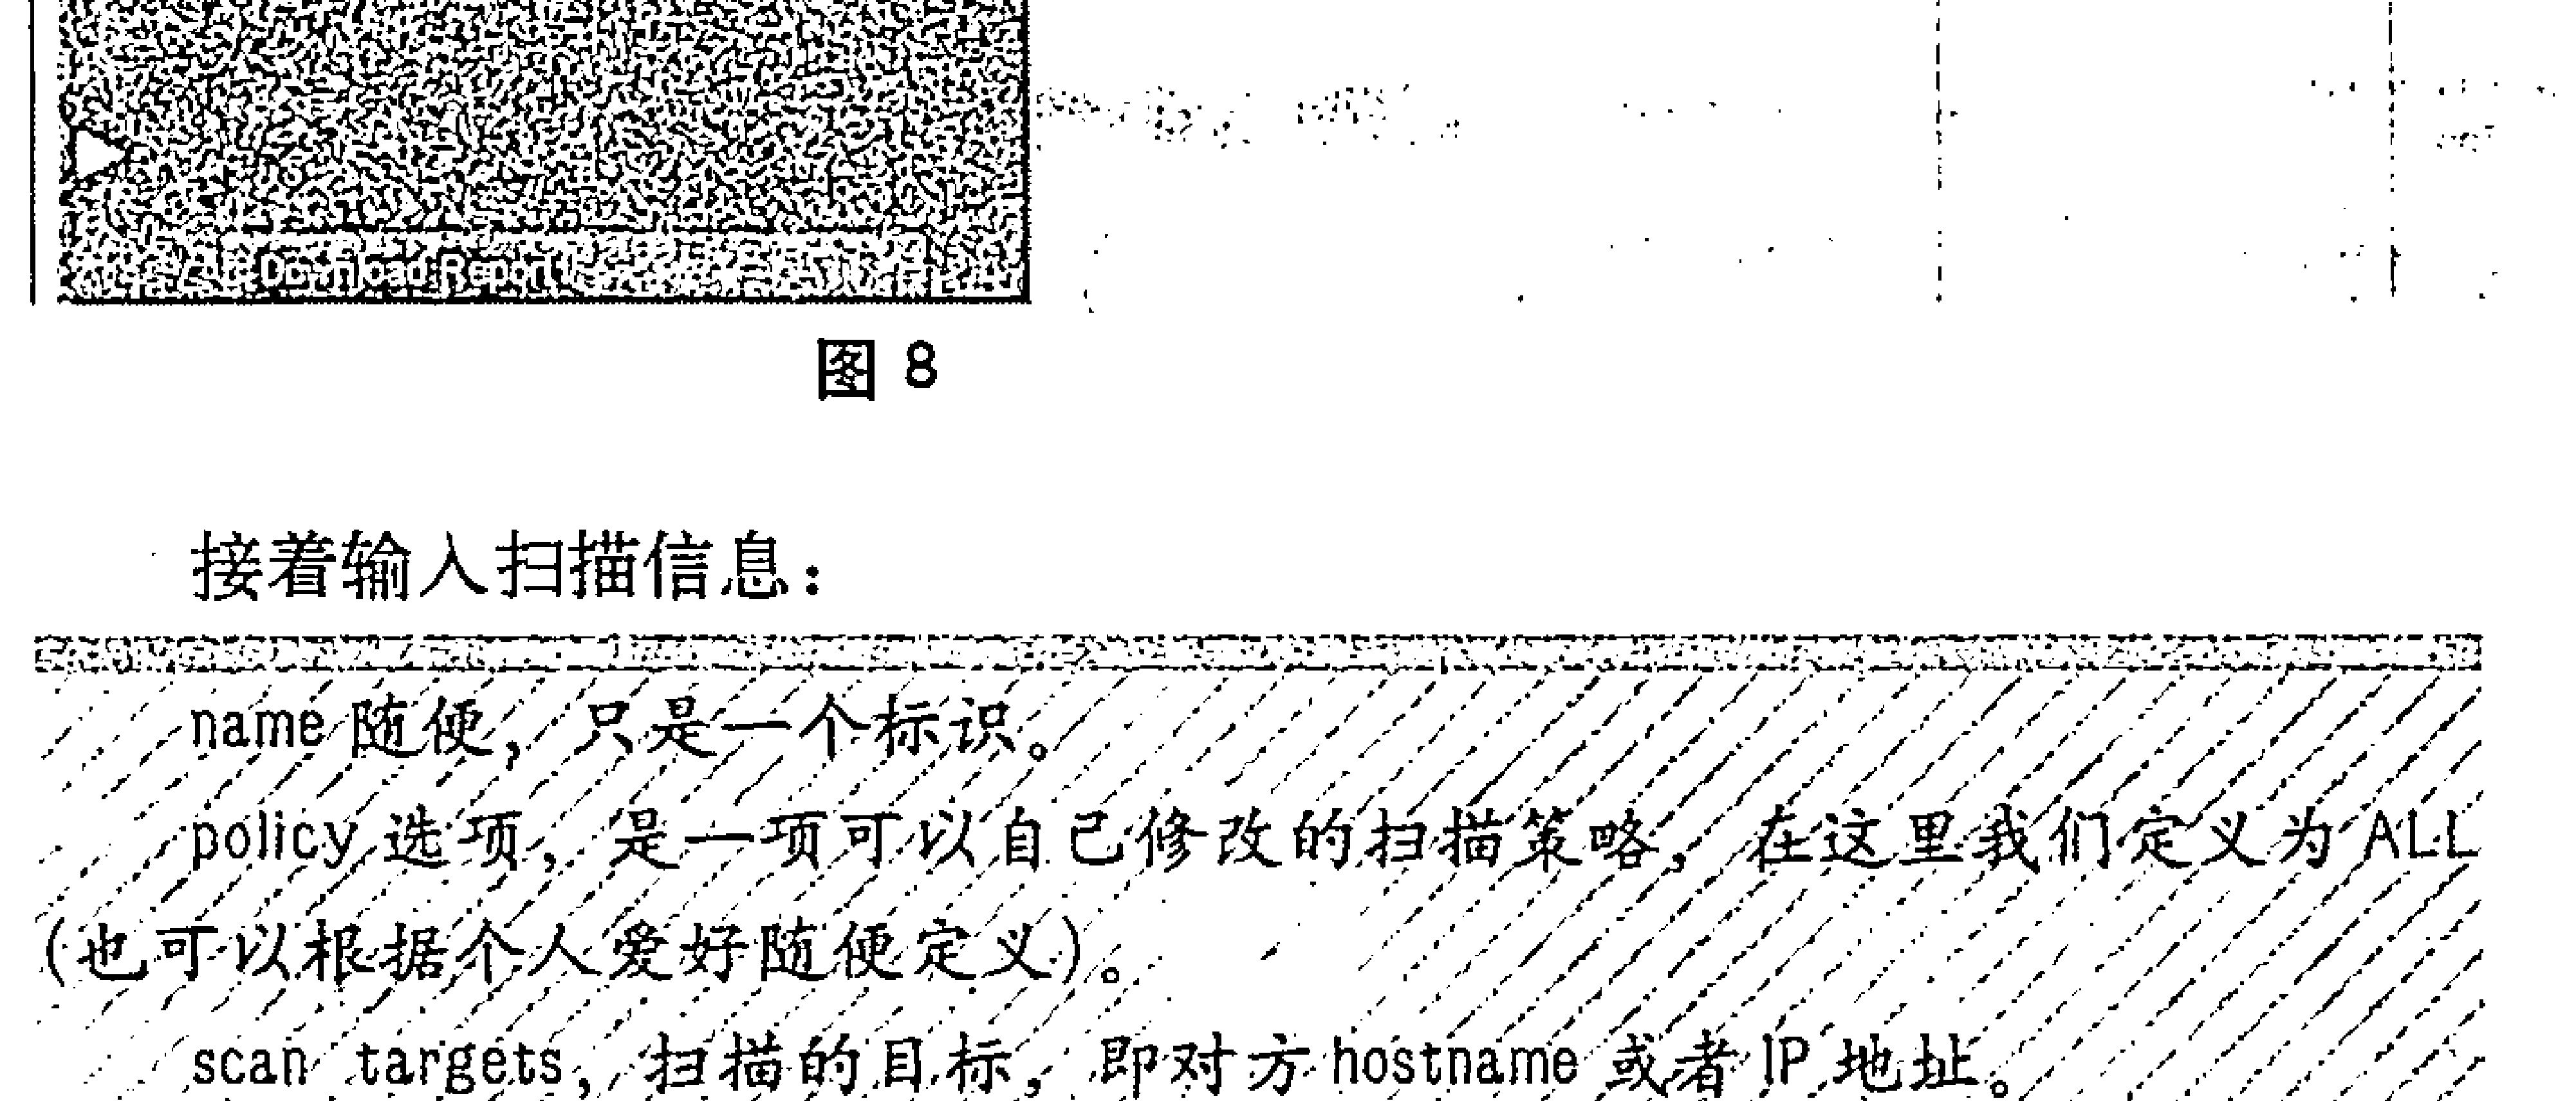 Download Report
图 8
接着输入扫描信息：
name 随便，只是一个标识。
policy 选项，是一项可以自己修改的扫描策略，在这里我们定义为 ALL
（也可以根据个人爱好随便定义）。
scan targets，扫描的目标，即对方 hostname 或者 IP 地址。